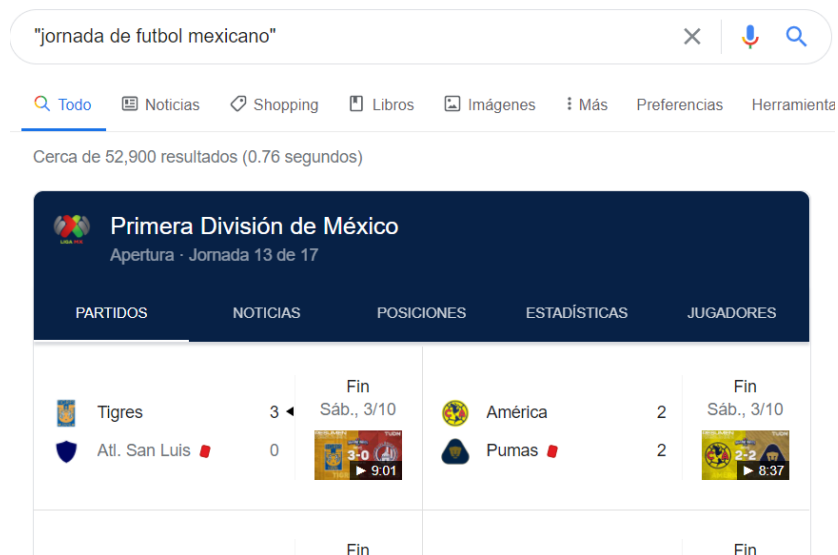 "jornada de futbol mexicano"
Todo Noticias Shopping Libros Imágenes Más Preferencias Herramienta
Cerca de 52,900 resultados (0.76 segundos)
LIGA MX
Primera División de México
Apertura · Jornada 13 de 17
PARTIDOS NOTICIAS POSICIONES ESTADÍSTICAS JUGADORES
Fin
Sáb., 3/10
Tigres 3
Atl. San Luis 0
3-0
9:01
Fin
Sáb., 3/10
América 2
Pumas 2
2-2
8:37
Fin
Fin